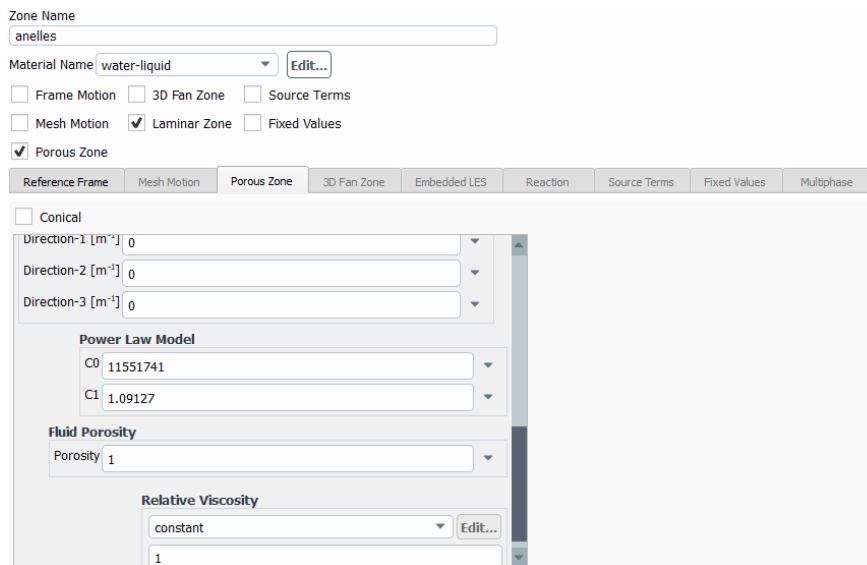 Zone Name
anelles
Material Name water-liquid Edit...
Frame Motion 3D Fan Zone Source Terms
Mesh Motion Laminar Zone Fixed Values
Porous Zone
Reference Frame Mesh Motion Porous Zone 3D Fan Zone Embedded LES Reaction Source Terms Fixed Values Multiphase
Conical
Direction-1 [m⁻¹] 0
Direction-2 [m⁻¹] 0
Direction-3 [m⁻¹] 0
Power Law Model
C0 11551741
C1 1.09127
Fluid Porosity
Porosity 1
Relative Viscosity
constant Edit...
1